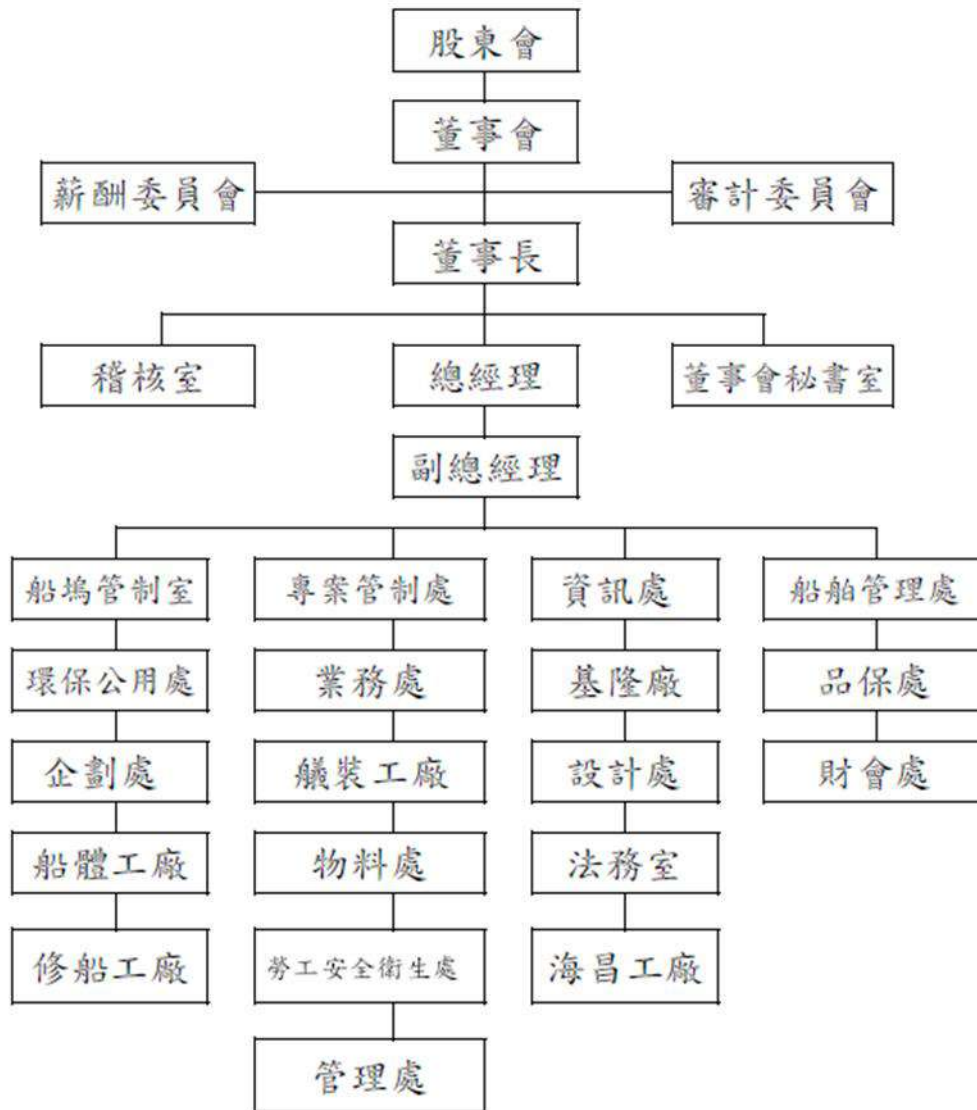 股東會
董事會
薪酬委員會
審計委員會
董事長
稽核室
總經理
董事會秘書室
副總經理
船塢管制室
專案管制處
資訊處
船舶管理處
環保公用處
業務處
基隆廠
品保處
企劃處
艤裝工廠
設計處
財會處
船體工廠
物料處
法務室
修船工廠
勞工安全衛生處
海昌工廠
管理處